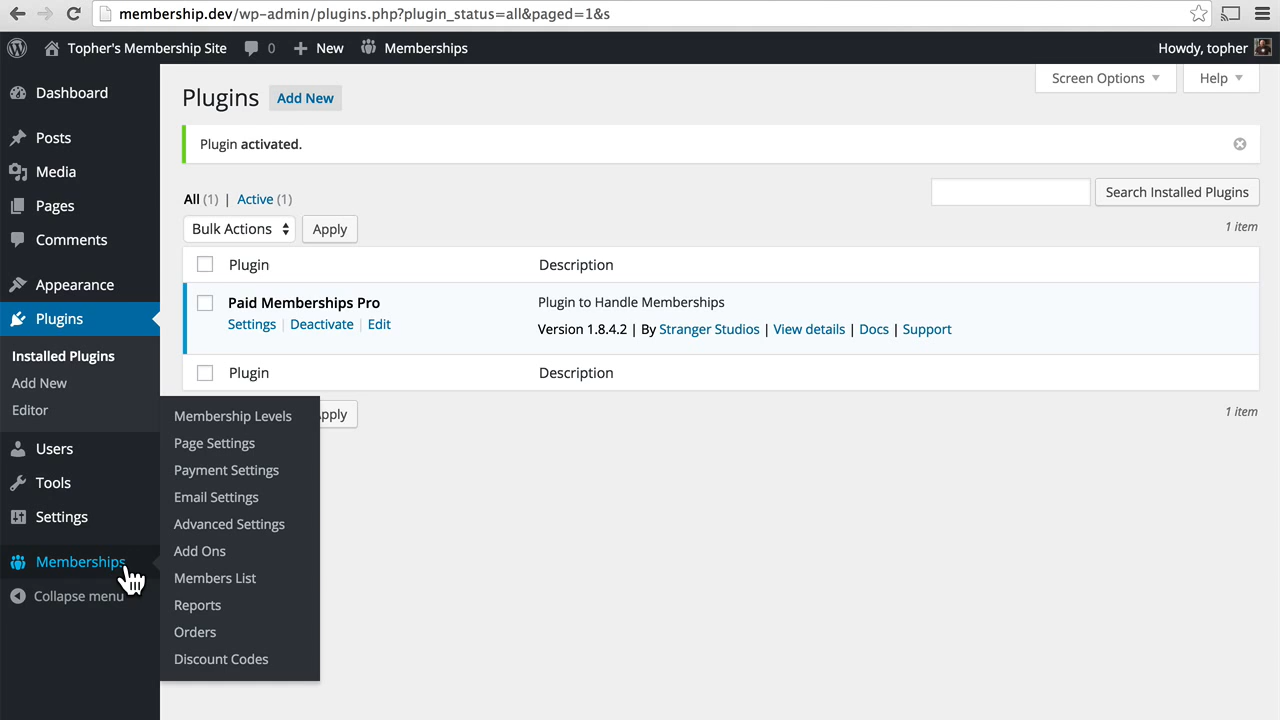 membership.dev/wp-admin/plugins.php?plugin_status=all&paged=1&s
Topher's Membership Site 0 New Memberships Howdy, topher
Screen Options Help
Dashboard
Posts
Media
Pages
Comments
Appearance
Plugins
Installed Plugins
Add New
Editor
Users
Tools
Settings
Memberships
Collapse menu
Membership Levels
Page Settings
Payment Settings
Email Settings
Advanced Settings
Add Ons
Members List
Reports
Orders
Discount Codes
Plugins Add New
Plugin activated.
All (1) | Active (1)
Search Installed Plugins
Bulk Actions Apply
1 item
Plugin Description
Paid Memberships Pro Plugin to Handle Memberships
Settings | Deactivate | Edit Version 1.8.4.2 | By Stranger Studios | View details | Docs | Support
Plugin Description
1 item